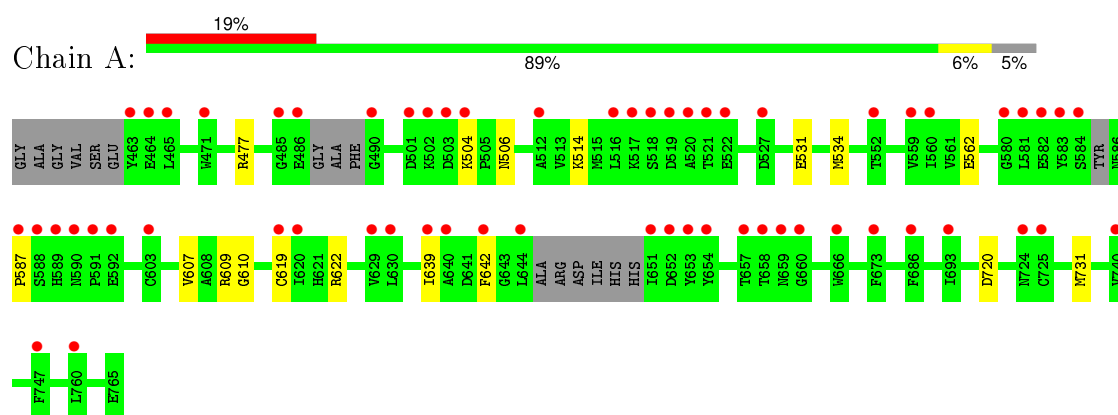 19%
Chain A:
89% 6% 5%
GLY ALA GLY VAL SER GLU Y463 E464 L465 W471 R477 G485 E486 GLY ALA PHE G490 D501 K502 D503 K504 P505 N506 A512 V513 K514 M515 L516 K517 S518 D519 A520 T521 E522 D527 E531 M534 T552 V559 I560 V561 E562 G580 L581 E582 Y583 S584 TYR N586
P587 S588 H589 N590 P591 E592 C603 V607 A608 R609 G610 C619 I620 H621 R622 V629 L630 I639 A640 D641 F642 G643 L644 ALA ARG ASP ILE HIS HIS I651 D652 Y653 Y654 T657 T658 N659 G660 W666 F673 F686 I693 D720 M731 N724 C725 V740
F747 L760 E765